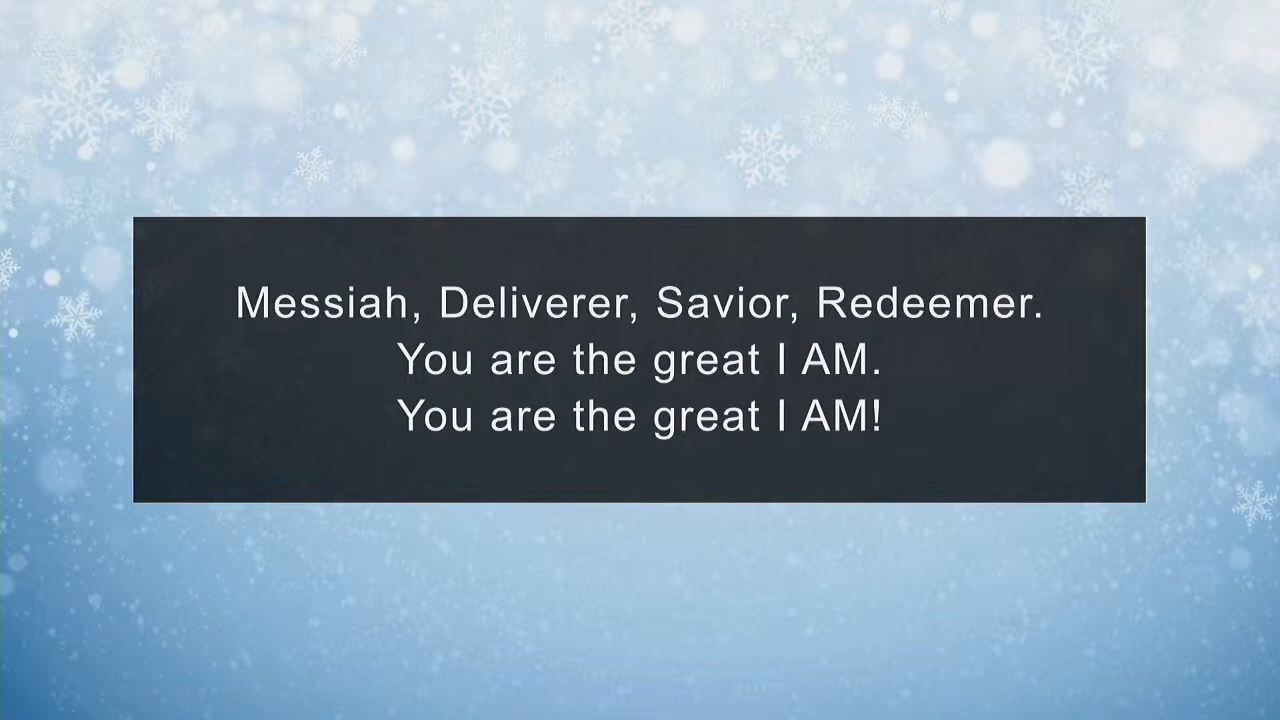 Messiah, Deliverer, Savior, Redeemer.
You are the great I AM.
You are the great I AM!